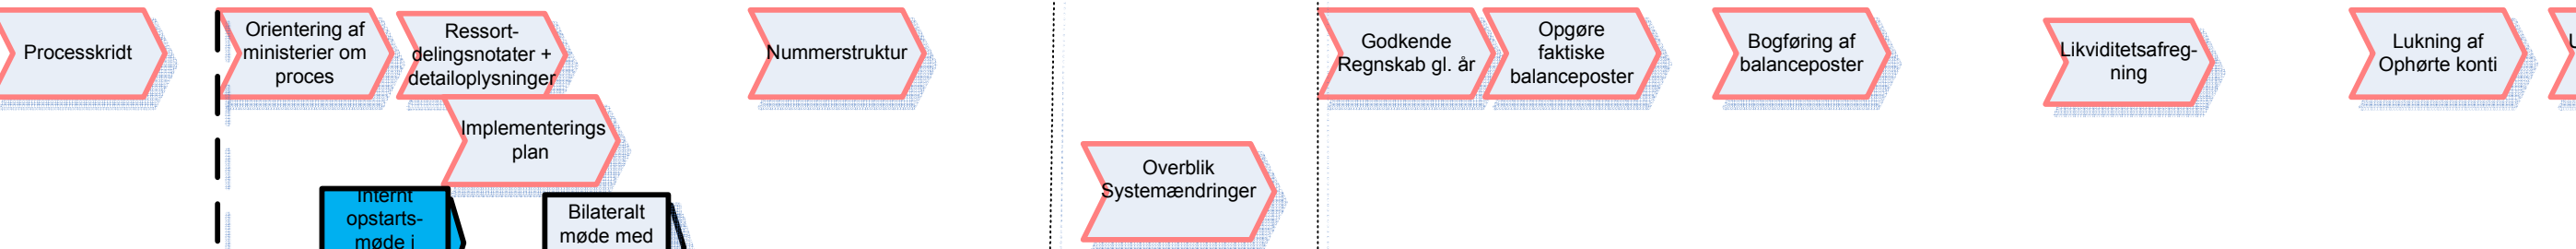 Processkridt
Orientering af
ministerier om
proces
Ressort-
delingsnotater +
detailoplysninger
Nummerstruktur
Godkende
Regnskab gl. år
Opgøre
faktiske
balanceposter
Bogføring af
balanceposter
Likviditetsafreg-
ning
Lukning af
Ophørte konti
Implementerings
plan
Overblik
Systemændringer
Internt
opstarts-
møde i
Bilateralt
møde med